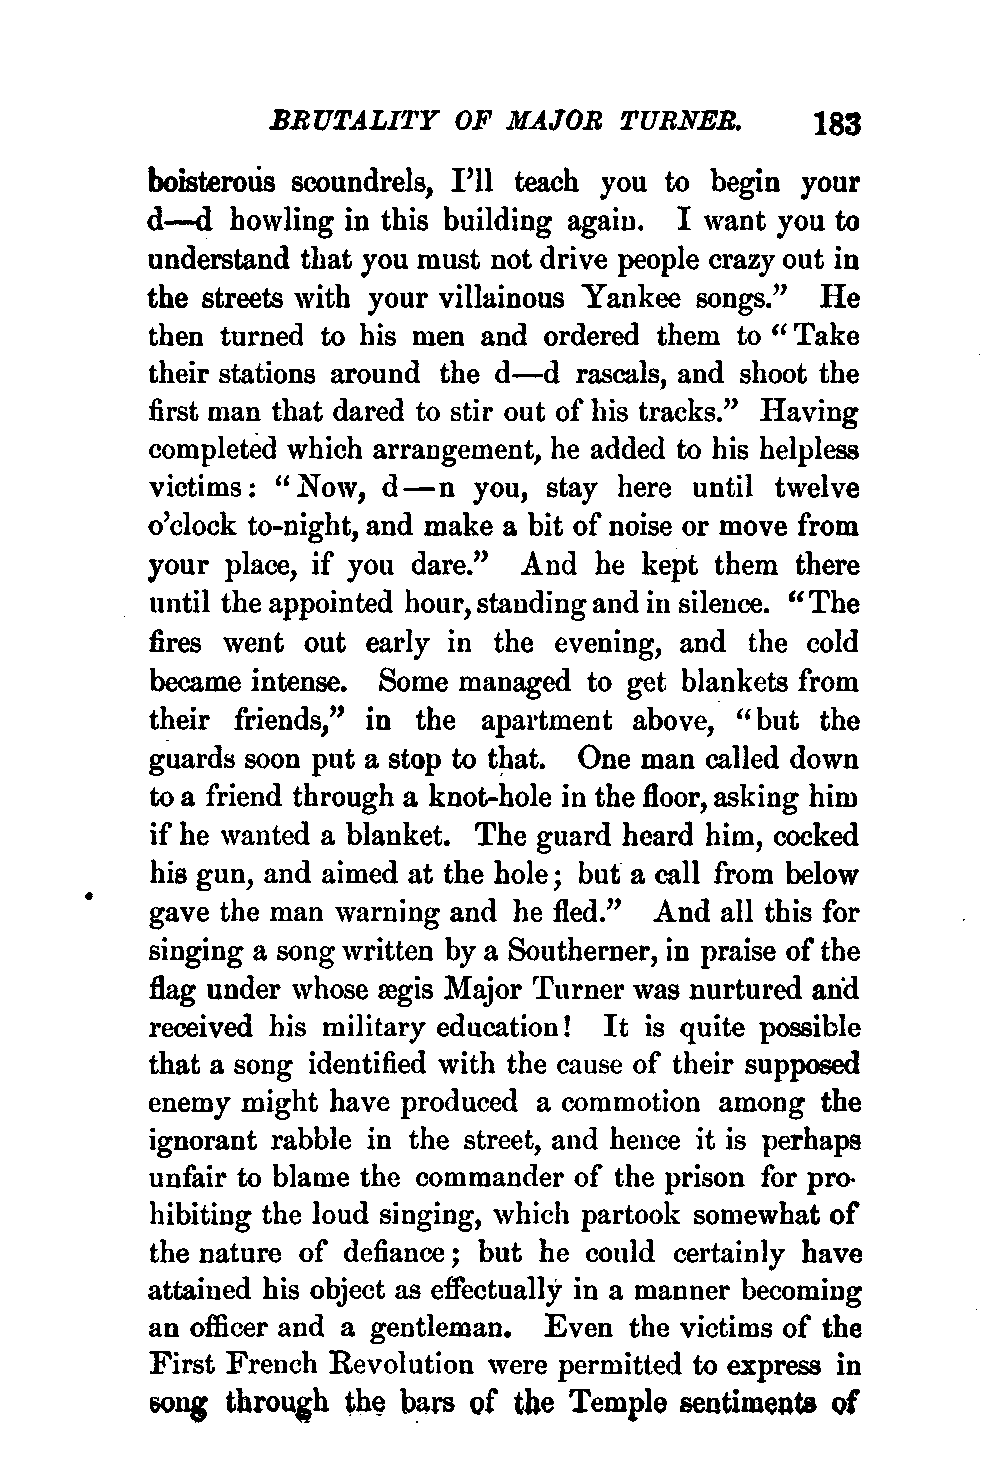 BRUTALITY OF MAJOR TURNER. 183
boisterous scoundrels, I'll teach you to begin your
d—d howling in this building again. I want you to
understand that you must not drive people crazy out in
the streets with your villainous Yankee songs." He
then turned to his men and ordered them to "Take
their stations around the d—d rascals, and shoot the
first man that dared to stir out of his tracks." Having
completed which arrangement, he added to his helpless
victims: "Now, d—n you, stay here until twelve
o'clock to-night, and make a bit of noise or move from
your place, if you dare." And he kept them there
until the appointed hour, standing and in silence. "The
fires went out early in the evening, and the cold
became intense. Some managed to get blankets from
their friends," in the apartment above, "but the
guards soon put a stop to that. One man called down
to a friend through a knot-hole in the floor, asking him
if he wanted a blanket. The guard heard him, cocked
his gun, and aimed at the hole; but a call from below
gave the man warning and he fled." And all this for
singing a song written by a Southerner, in praise of the
flag under whose ægis Major Turner was nurtured and
received his military education! It is quite possible
that a song identified with the cause of their supposed
enemy might have produced a commotion among the
ignorant rabble in the street, and hence it is perhaps
unfair to blame the commander of the prison for pro-
hibiting the loud singing, which partook somewhat of
the nature of defiance; but he could certainly have
attained his object as effectually in a manner becoming
an officer and a gentleman. Even the victims of the
First French Revolution were permitted to express in
song through the bars of the Temple sentiments of